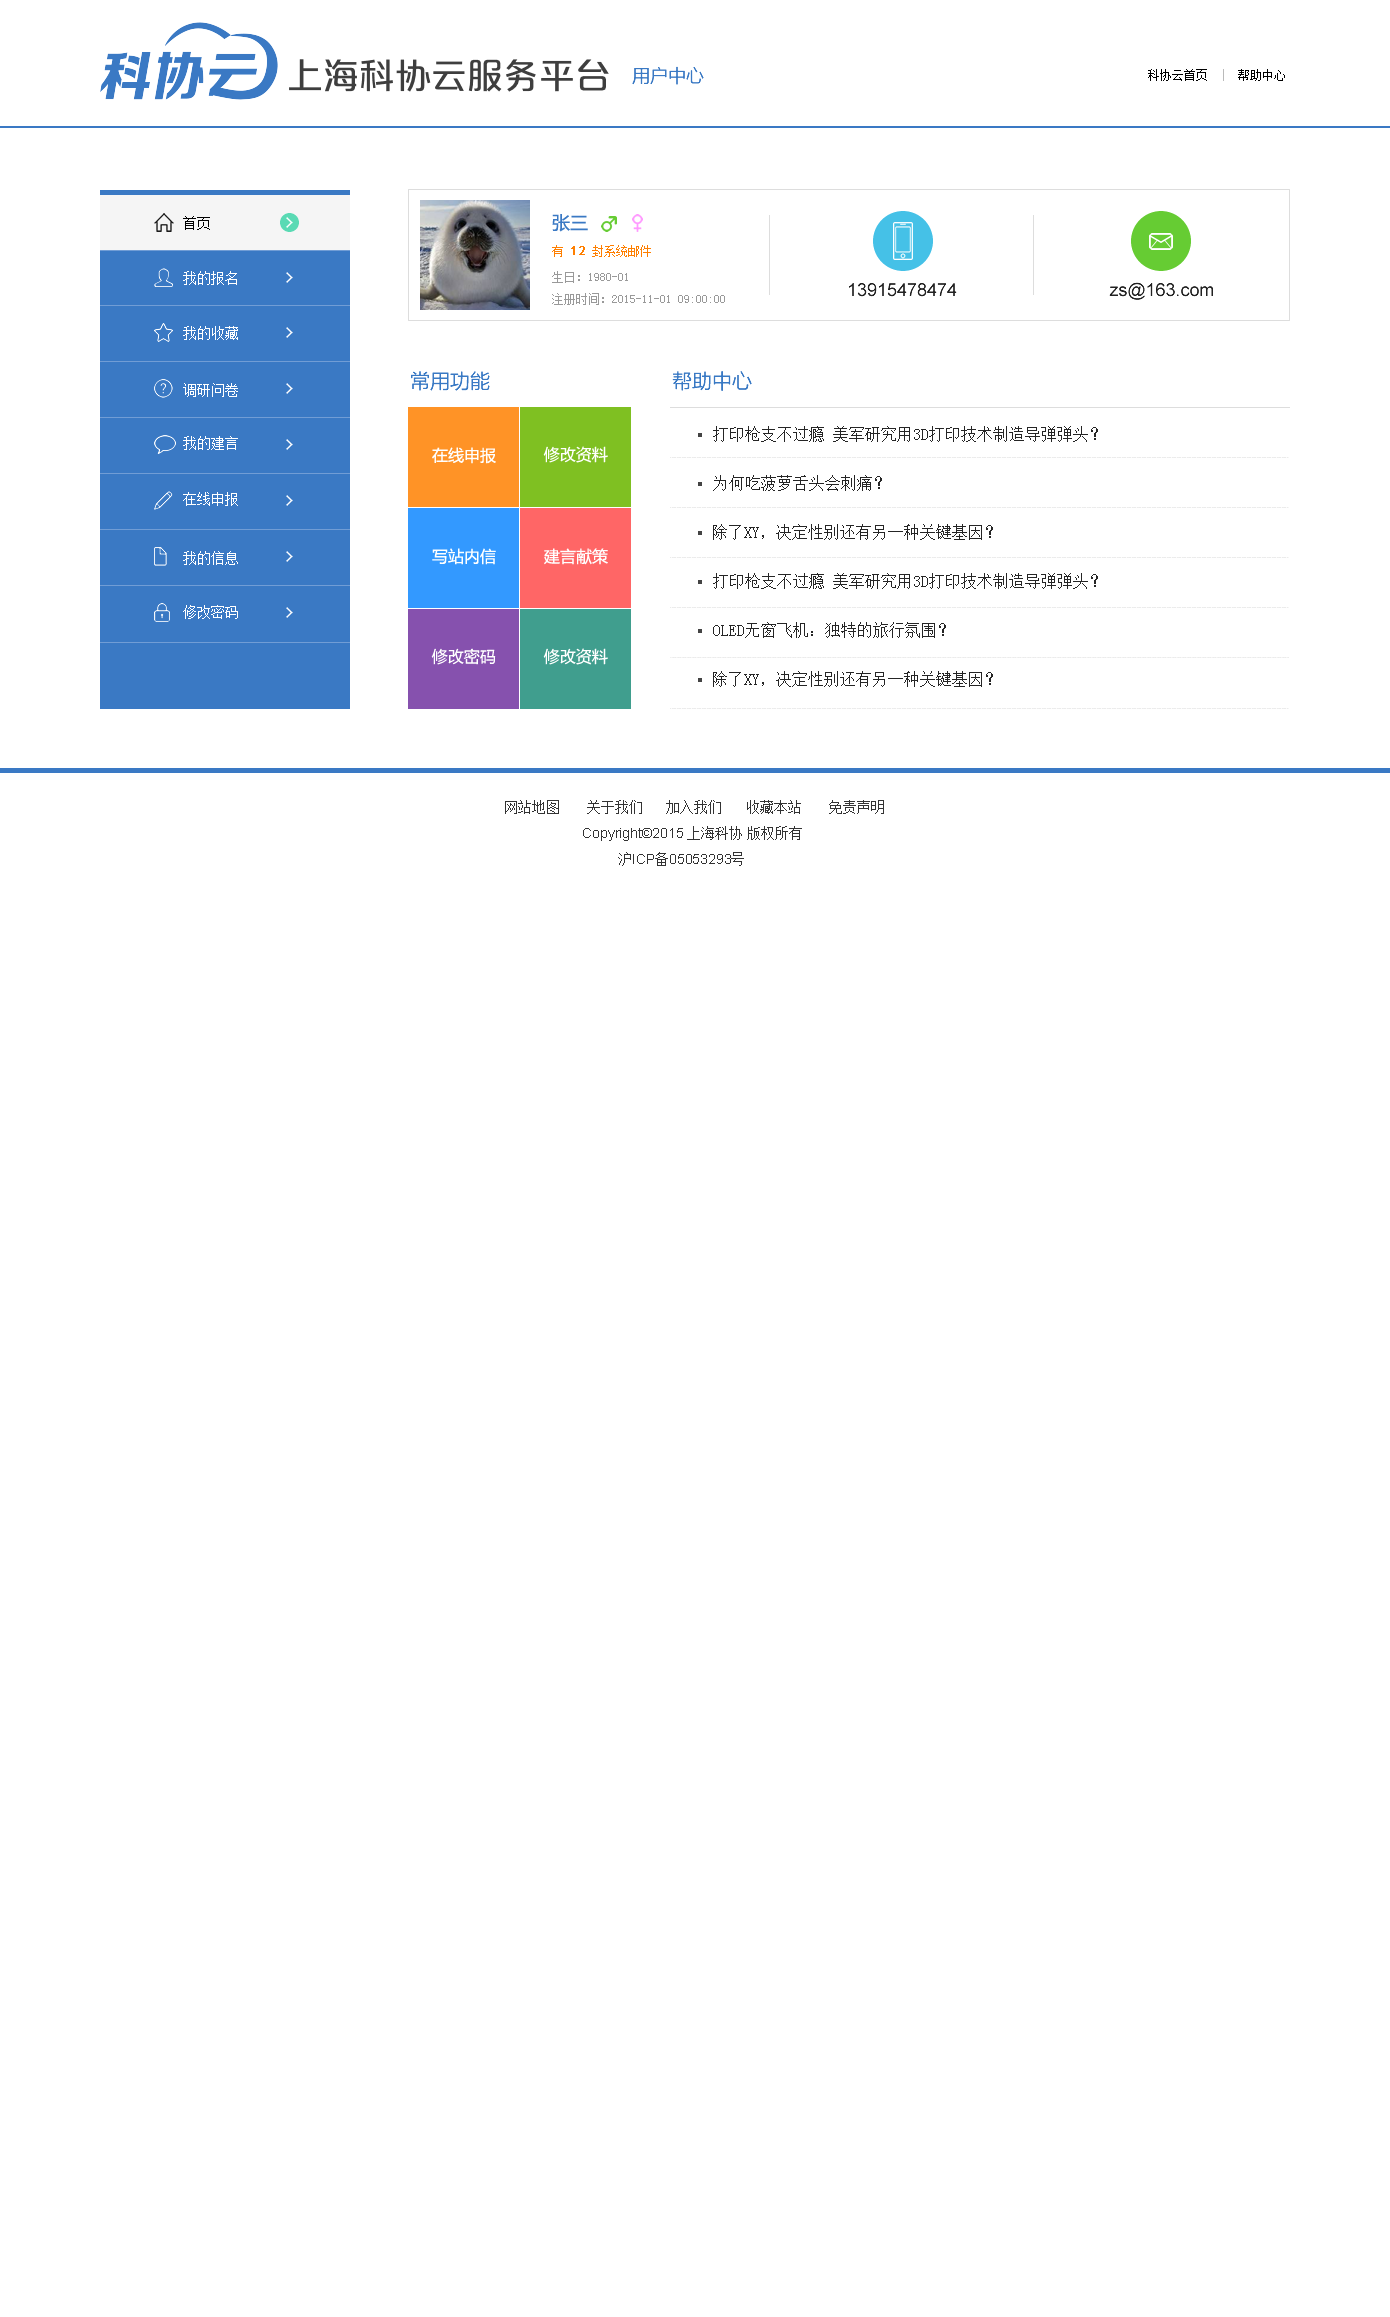 科协云 上海科协云服务平台 用户中心
科协云首页 帮助中心
首页
我的报名
我的收藏
调研问卷
我的建言
在线申报
我的信息
修改密码
张三
有 12 封系统邮件
生日：1980-01
注册时间：2015-11-01 09:00:00
13915478474
zs@163.com
常用功能
在线申报 修改资料
写站内信 建言献策
修改密码 修改资料
帮助中心
打印枪支不过瘾 美军研究用3D打印技术制造导弹弹头？
为何吃菠萝舌头会刺痛？
除了XY，决定性别还有另一种关键基因？
打印枪支不过瘾 美军研究用3D打印技术制造导弹弹头？
OLED无窗飞机：独特的旅行氛围？
除了XY，决定性别还有另一种关键基因？
网站地图 关于我们 加入我们 收藏本站 免责声明
Copyright©2015 上海科协 版权所有
沪ICP备05053293号